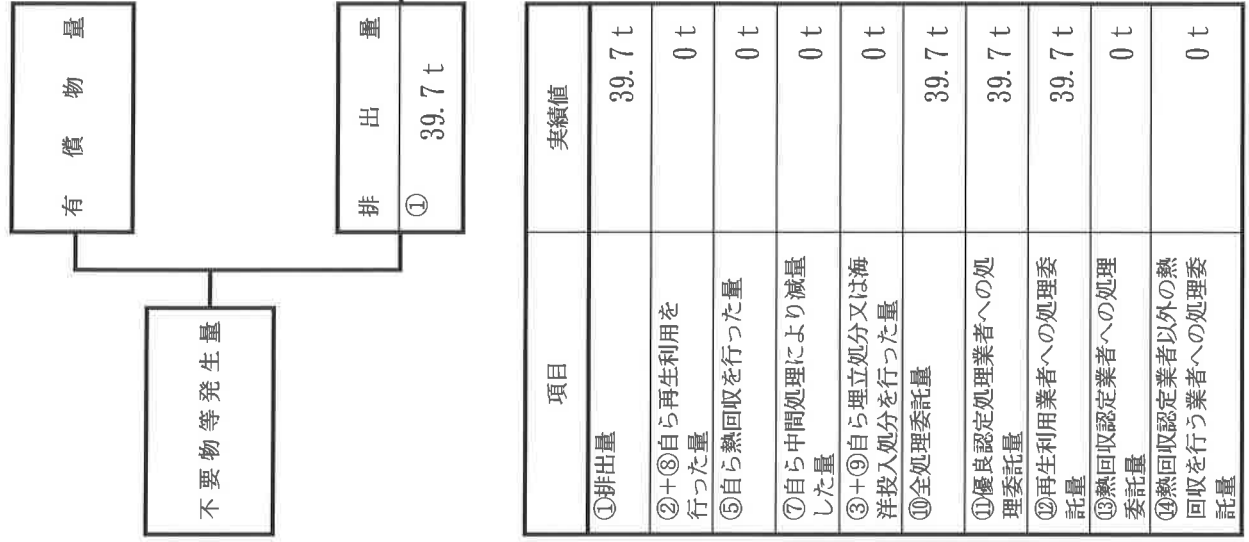 不要物等発生量
有償物量
排出量
① 39.7 t
項目 実績値
①排出量 39.7 t
②+⑧自ら再生利用を
行った量 0 t
⑤自ら熱回収を行った量 0 t
⑦自ら中間処理により減量
した量 0 t
③+⑨自ら埋立処分又は海
洋投入処分を行った量 0 t
⑩全処理委託量 39.7 t
⑪優良認定処理業者への処
理委託量 39.7 t
⑫再生利用業者への処理委
託量 39.7 t
⑬熱回収認定業者への処理
委託量 0 t
⑭熱回収認定業者以外の熱
回収を行う業者への処理委
託量 0 t